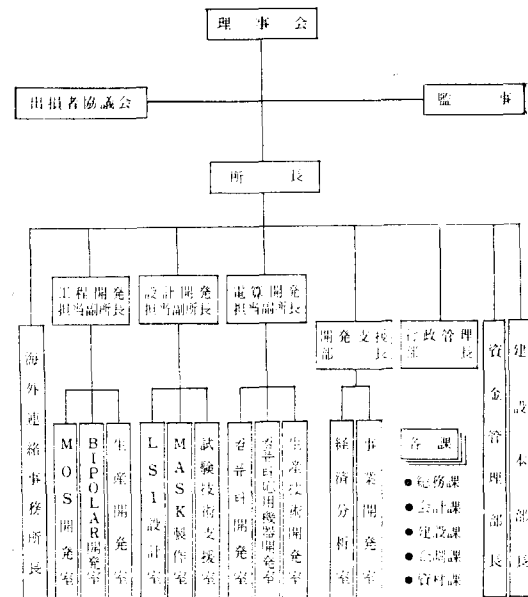 理事会
出損者協議会
監事
所長
工程開発
担当副所長
設計開発
担当副所長
電算開発
担当副所長
開発支援
部長
行政管理
部長
海外連絡事務所長
資金管理部長
建設本部長
MOS開発室
BIPOLAR開発室
生産開発室
LSI設計室
MASK製作室
試験技術支援室
컴퓨터開発室
컴퓨터応用機器開発室
生産技術開発室
経済分析室
事業開発室
各課
●総務課
●会計課
●建設課
●資材課